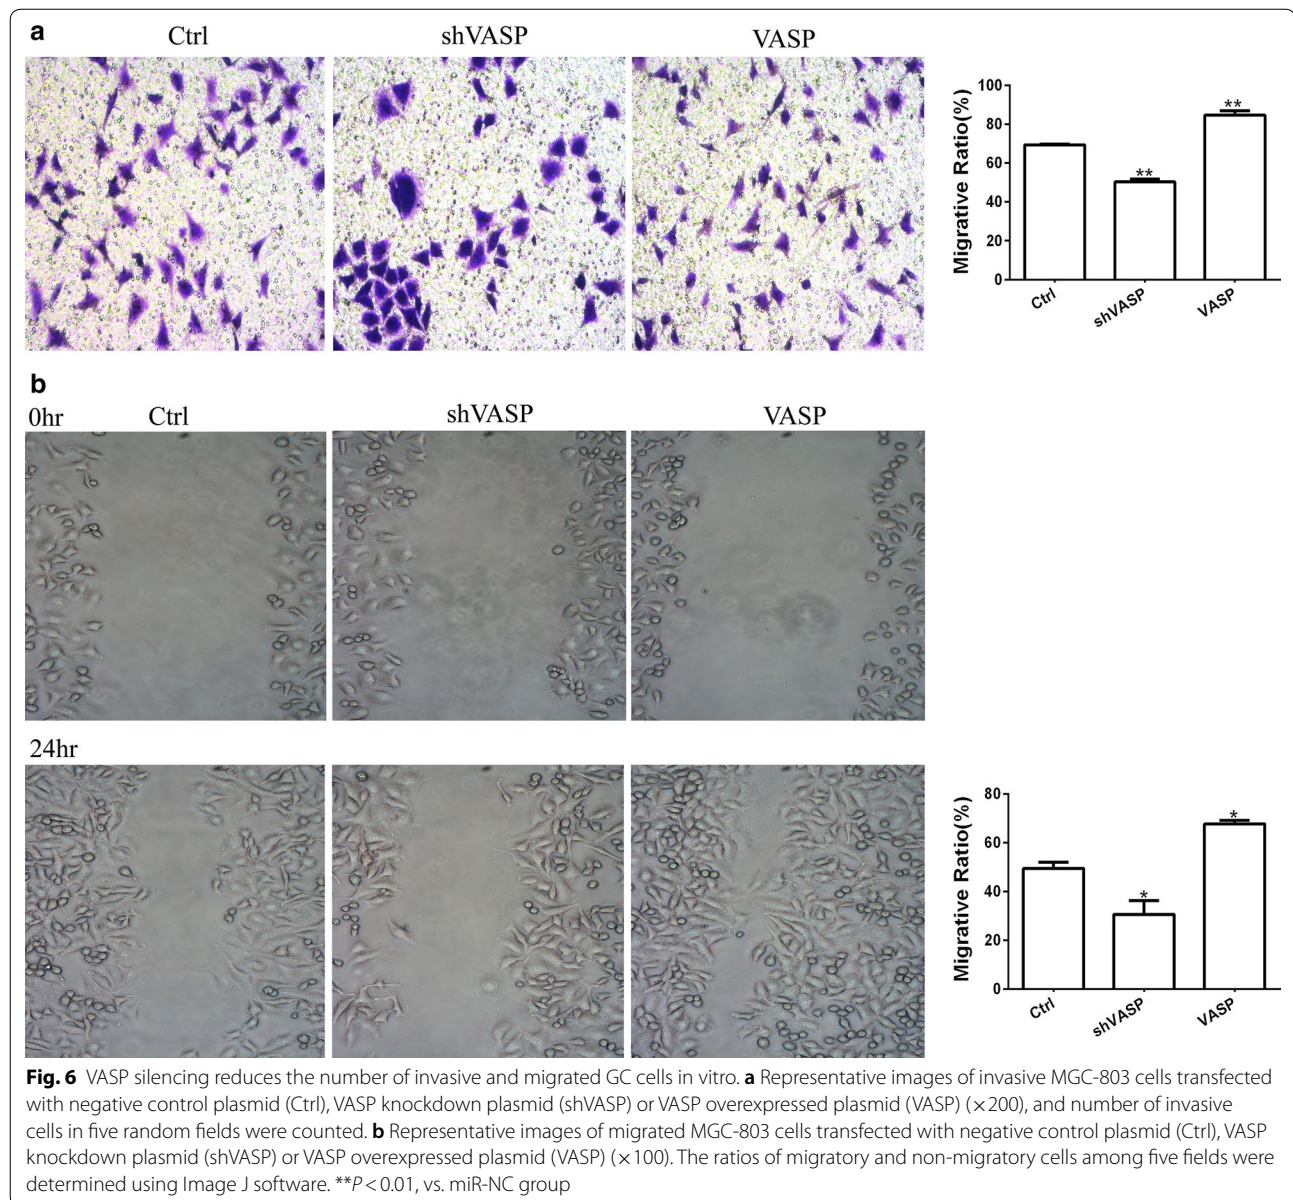 a
Ctrl
shVASP
VASP
100
80
60
40
20
0
Migrative Ratio(%)
**
**
Ctrl
shVASP
VASP
b
0hr
Ctrl
shVASP
VASP
24hr
80
60
40
20
0
Migrative Ratio(%)
*
*
Ctrl
shVASP
VASP
Fig. 6 VASP silencing reduces the number of invasive and migrated GC cells in vitro. a Representative images of invasive MGC-803 cells transfected
with negative control plasmid (Ctrl), VASP knockdown plasmid (shVASP) or VASP overexpressed plasmid (VASP) (×200), and number of invasive
cells in five random fields were counted. b Representative images of migrated MGC-803 cells transfected with negative control plasmid (Ctrl), VASP
knockdown plasmid (shVASP) or VASP overexpressed plasmid (VASP) (×100). The ratios of migratory and non-migratory cells among five fields were
determined using Image J software. **P<0.01, vs. miR-NC group